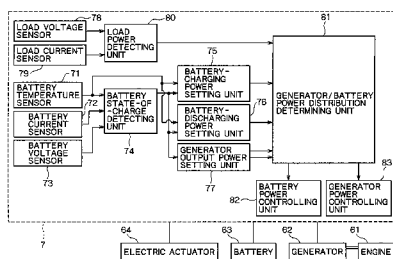 78
LOAD VOLTAGE
SENSOR
80
LOAD POWER
DETECTING
UNIT
81
LOAD CURRENT
SENSOR
79
75
71
BATTERY
TEMPERATURE
SENSOR
BATTERY-
CHARGING
POWER
SETTING UNIT
72
BATTERY
CURRENT
SENSOR
BATTERY
STATE-OF
-CHARGE
DETECTING
UNIT
74
76
BATTERY-
DISCHARGING
POWER
SETTING UNIT
GENERATOR/BATTERY
POWER DISTRIBUTION
DETERMINING UNIT
BATTERY
VOLTAGE
SENSOR
73
GENERATOR
OUTPUT POWER
SETTING UNIT
77
83
BATTERY
POWER
CONTROLLING
UNIT
82
GENERATOR
POWER
CONTROLLING
UNIT
7
64
63
62
61
ELECTRIC ACTUATOR
BATTERY
GENERATOR
ENGINE